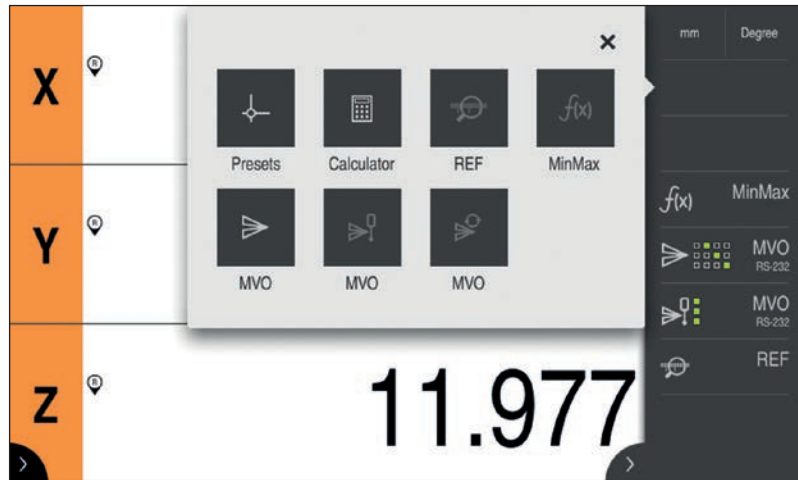 mm Degree
X R
Presets Calculator REF f(x) MinMax
f(x) MinMax
Y R
MVO MVO MVO
MVO
RS-232
MVO
RS-232
REF
Z R 11.977